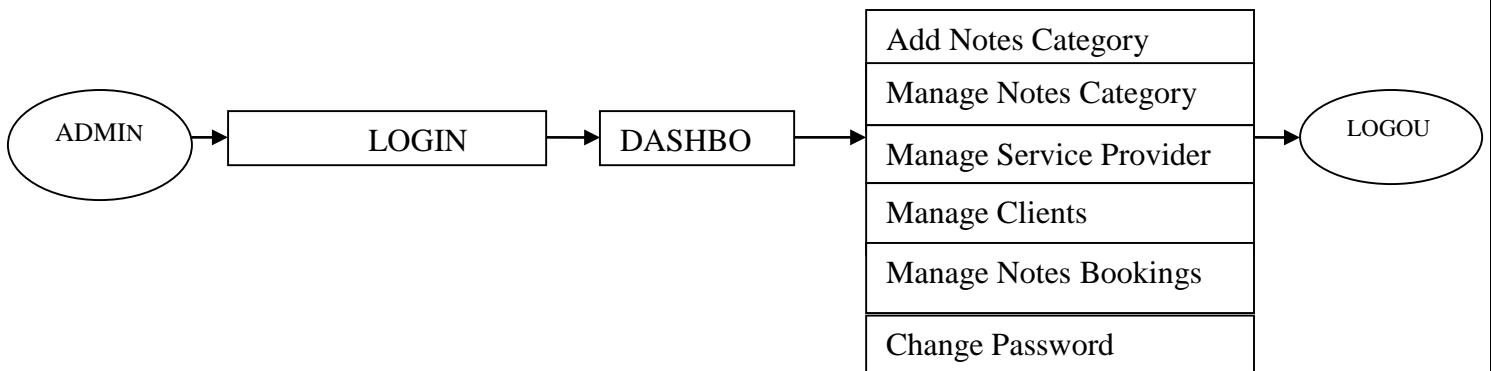 ADMIN
LOGIN
DASHBO
Add Notes Category
Manage Notes Category
Manage Service Provider
Manage Clients
Manage Notes Bookings
Change Password
LOGOU